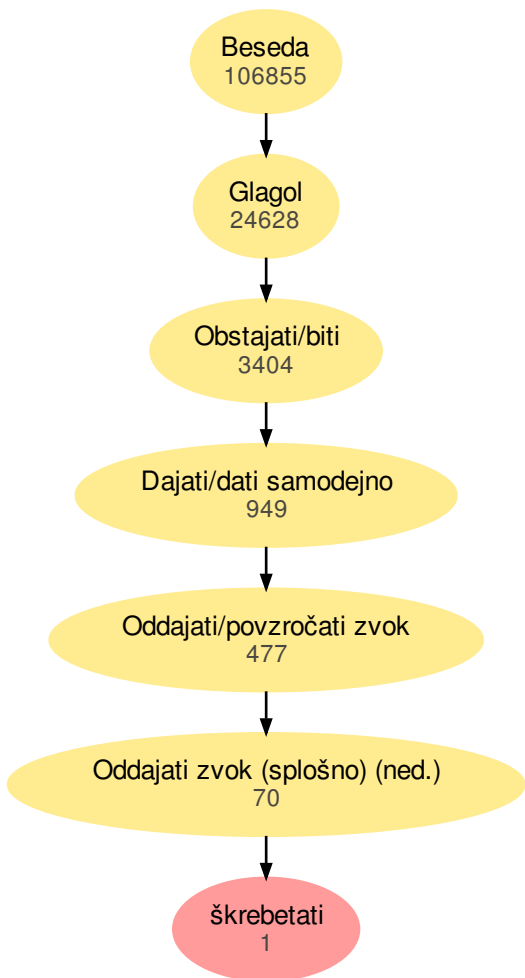 Beseda
106855
Glagol
24628
Obstajati/biti
3404
Dajati/dati samodejno
949
Oddajati/povzročati zvok
477
Oddajati zvok (splošno) (ned.)
70
škrebetati
1